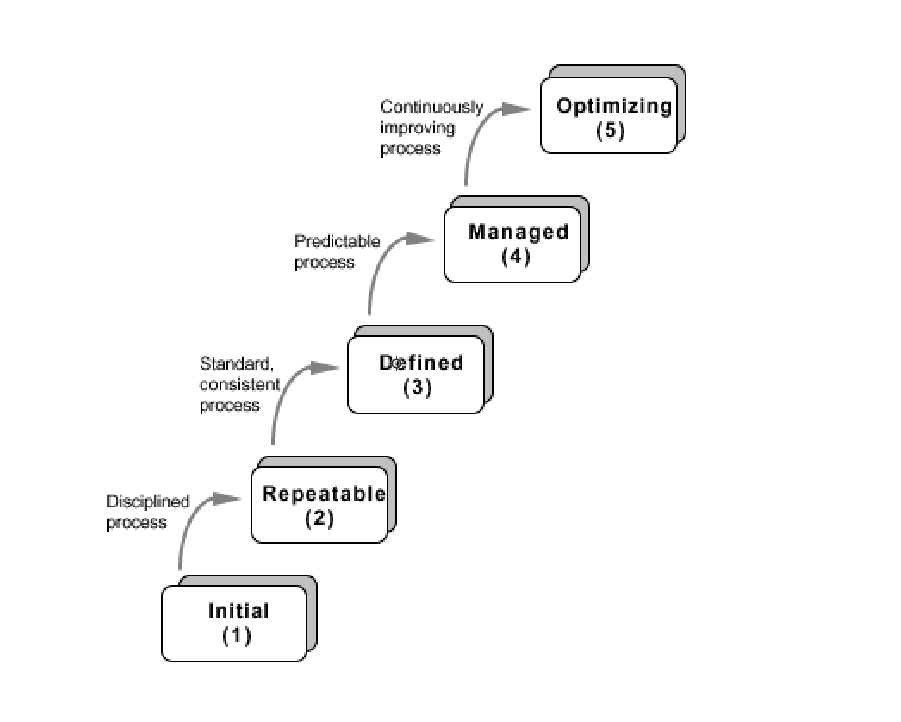 Continuously
improving
process
Optimizing
(5)
Predictable
process
Managed
(4)
Standard,
consistent
process
Defined
(3)
Disciplined
process
Repeatable
(2)
Initial
(1)